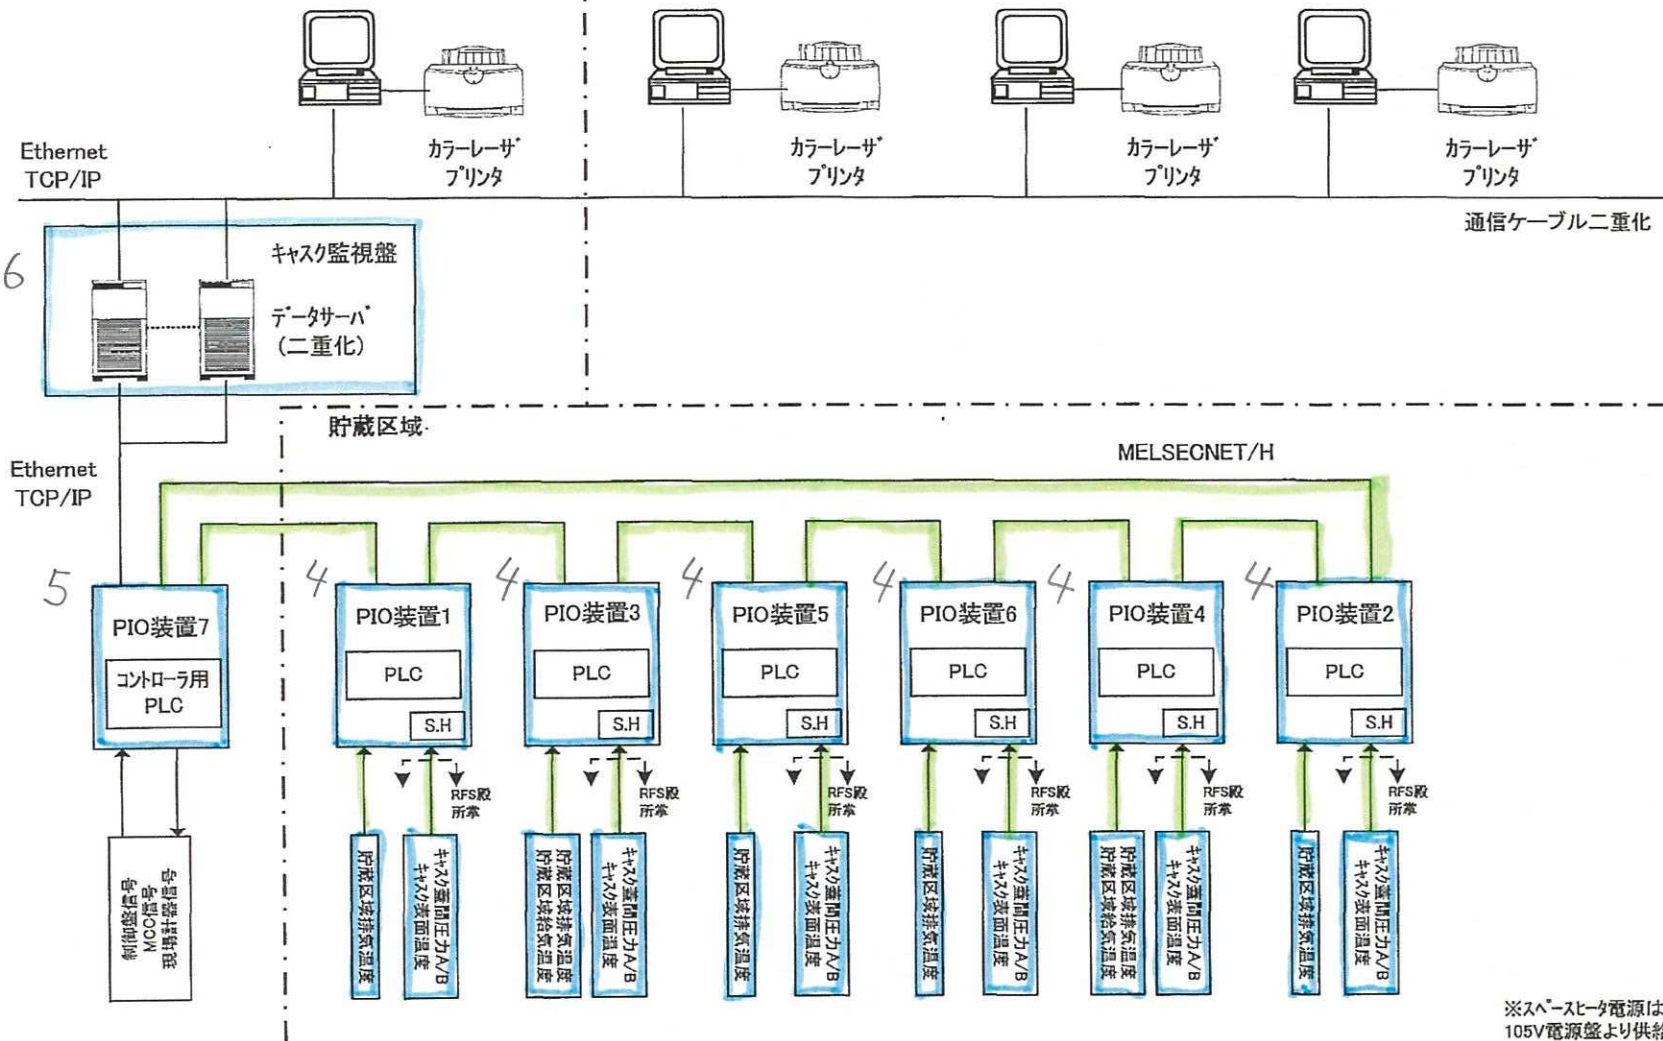 Ethernet
TCP/IP
カラーレーザ
プリンタ
カラーレーザ
プリンタ
カラーレーザ
プリンタ
カラーレーザ
プリンタ
通信ケーブル二重化
6
キャスク監視盤
データサーバ
(二重化)
貯蔵区域
Ethernet
TCP/IP
MELSECNET/H
5
4
4
4
4
4
4
PIO装置7
コントローラ用
PLC
PIO装置1
PLC
S.H
PIO装置3
PLC
S.H
PIO装置5
PLC
S.H
PIO装置6
PLC
S.H
PIO装置4
PLC
S.H
PIO装置2
PLC
S.H
RFS殿
所掌
RFS殿
所掌
RFS殿
所掌
RFS殿
所掌
RFS殿
所掌
RFS殿
所掌
現場計器信号
MCC信号
制御盤信号
貯蔵区域排気温度
キャスク蓋間圧力A/B
キャスク表面温度
貯蔵区域排気温度
貯蔵区域給気温度
キャスク蓋間圧力A/B
キャスク表面温度
貯蔵区域排気温度
キャスク蓋間圧力A/B
キャスク表面温度
貯蔵区域排気温度
キャスク蓋間圧力A/B
キャスク表面温度
貯蔵区域排気温度
貯蔵区域給気温度
キャスク蓋間圧力A/B
キャスク表面温度
貯蔵区域排気温度
キャスク蓋間圧力A/B
キャスク表面温度
※スペースヒータ電源は
105V電源盤より供給